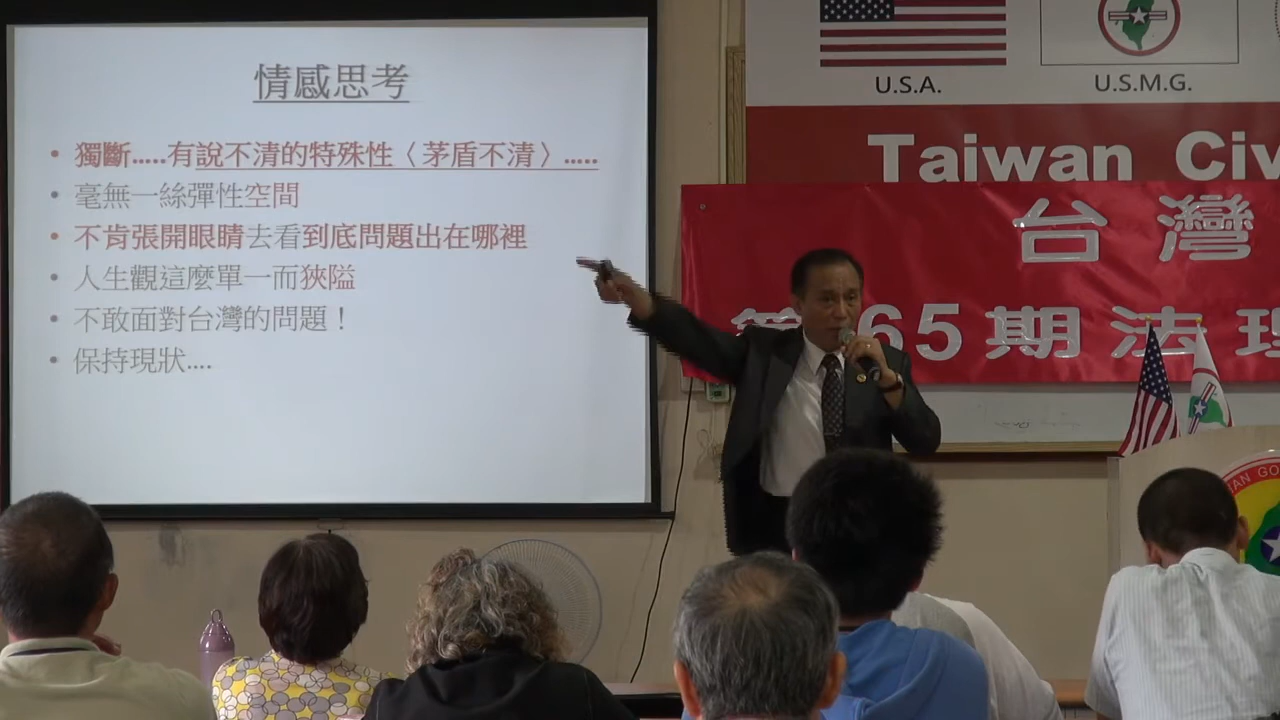 情感思考
• 獨斷.....有說不清的特殊性〈茅盾不清〉.....
• 毫無一絲彈性空間
• 不肯張開眼睛去看到底問題出在哪裡
• 人生觀這麼單一而狹隘
• 不敢面對台灣的問題！
• 保持現狀....
U.S.A.
U.S.M.G.
Taiwan Civ
台灣
65期法理